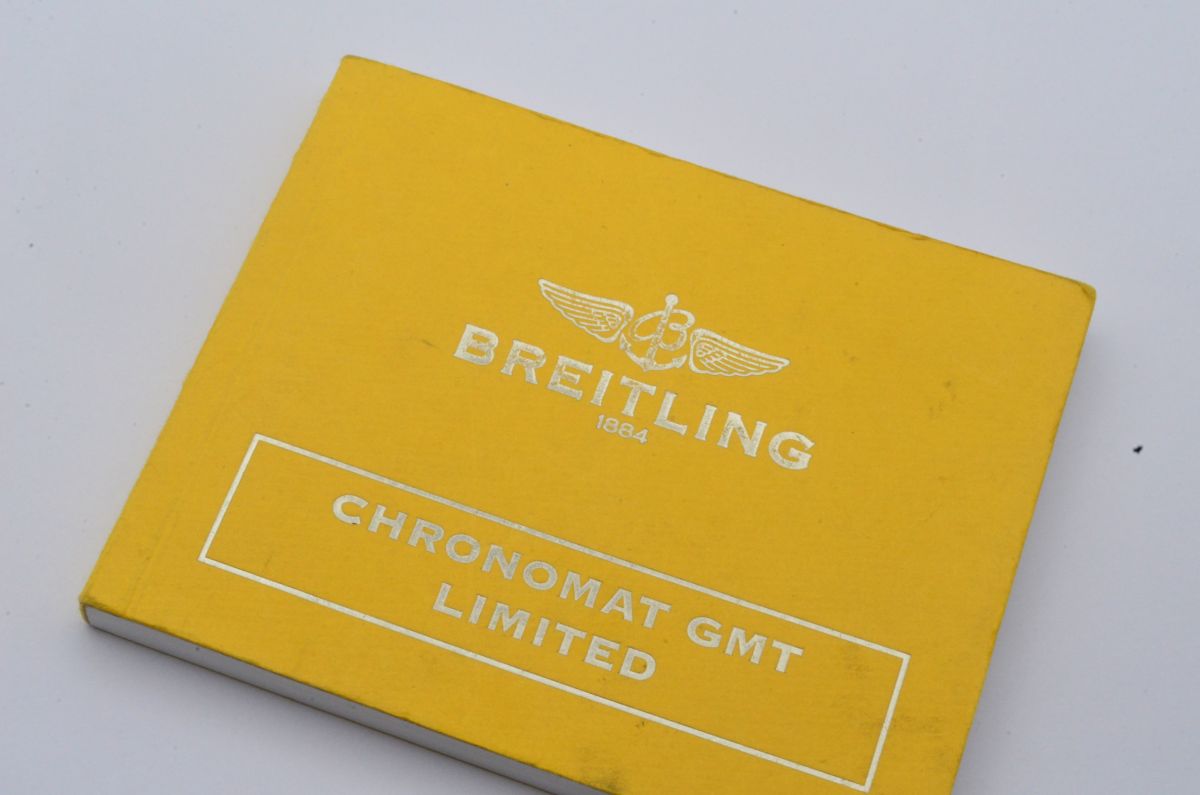 BREITLING
1884
CHRONOMAT GMT
LIMITED